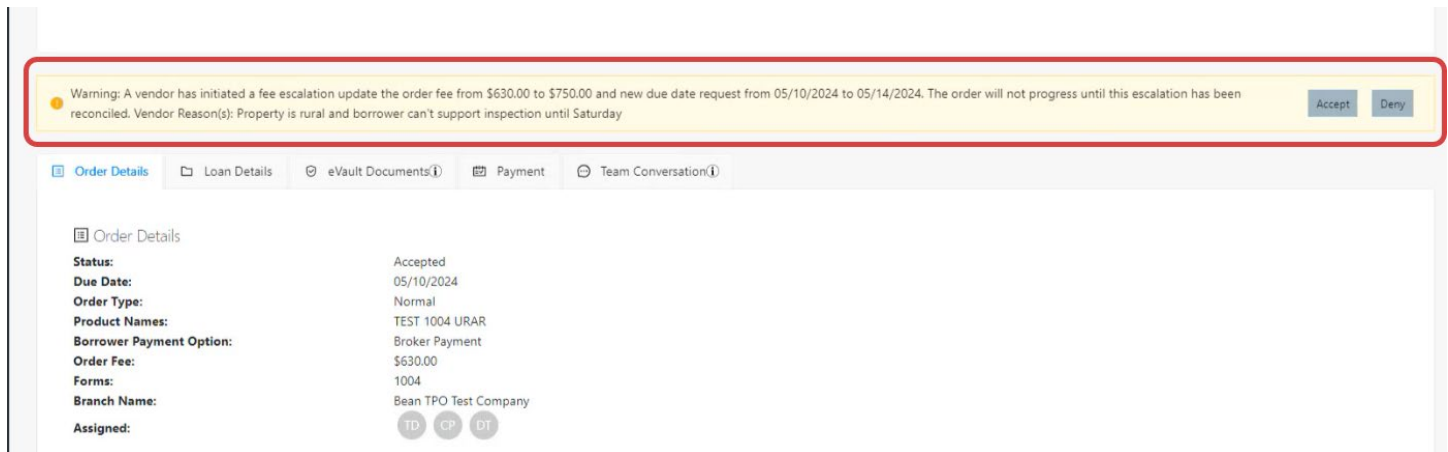 Warning: A vendor has initiated a fee escalation update the order fee from $630.00 to $750.00 and new due date request from 05/10/2024 to 05/14/2024. The order will not progress until this escalation has been
reconciled. Vendor Reason(s): Property is rural and borrower can't support inspection until Saturday
Accept Deny
Order Details Loan Details eVault Documents Payment Team Conversation
Order Details
Status: Accepted
Due Date: 05/10/2024
Order Type: Normal
Product Names: TEST 1004 URAR
Borrower Payment Option: Broker Payment
Order Fee: $630.00
Forms: 1004
Branch Name: Bean TPO Test Company
Assigned: TD CP DT